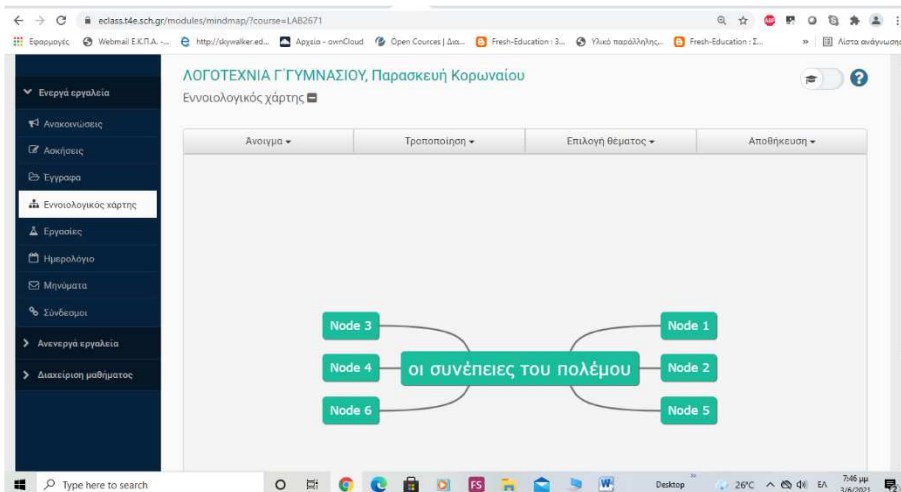 eclass.t4e.sch.gr/modules/mindmap/?course=LAB2671
Εφαρμογές Webmail Ε.Κ.Π.Α. -... http://skywalker.ed... Αρχεία - ownCloud Open Cources | Δια... Fresh-Education : 3... Υλικό παράλληλης... Fresh-Education : Σ... » Λίστα ανάγνωσης
ΛΟΓΟΤΕΧΝΙΑ Γ΄ΓΥΜΝΑΣΙΟΥ, Παρασκευή Κορωναίου
Εννοιολογικός χάρτης
Ενεργά εργαλεία
Ανακοινώσεις
Ασκήσεις
Έγγραφα
Εννοιολογικός χάρτης
Εργασίες
Ημερολόγιο
Μηνύματα
Σύνδεσμοι
Ανενεργά εργαλεία
Διαχείριση μαθήματος
Άνοιγμα Τροποποίηση Επιλογή θέματος Αποθήκευση
Node 3 Node 1
Node 4 οι συνέπειες του πολέμου Node 2
Node 6 Node 5
Type here to search Desktop 26°C ΕΛ 7:46 μμ
3/6/2021